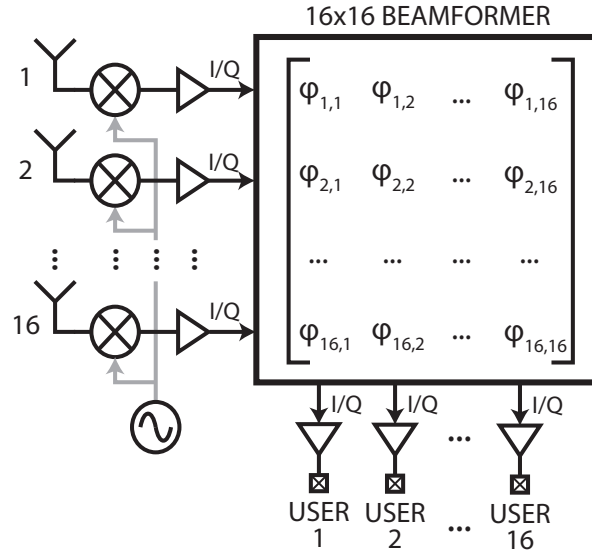 16x16 BEAMFORMER
1
I/Q
φ1,1 φ1,2 ... φ1,16
2
I/Q
φ2,1 φ2,2 ... φ2,16
... ... ... ...
... ... ... ...
16
I/Q
φ16,1 φ16,2 ... φ16,16
I/Q I/Q I/Q
...
USER USER USER
1 2 ... 16